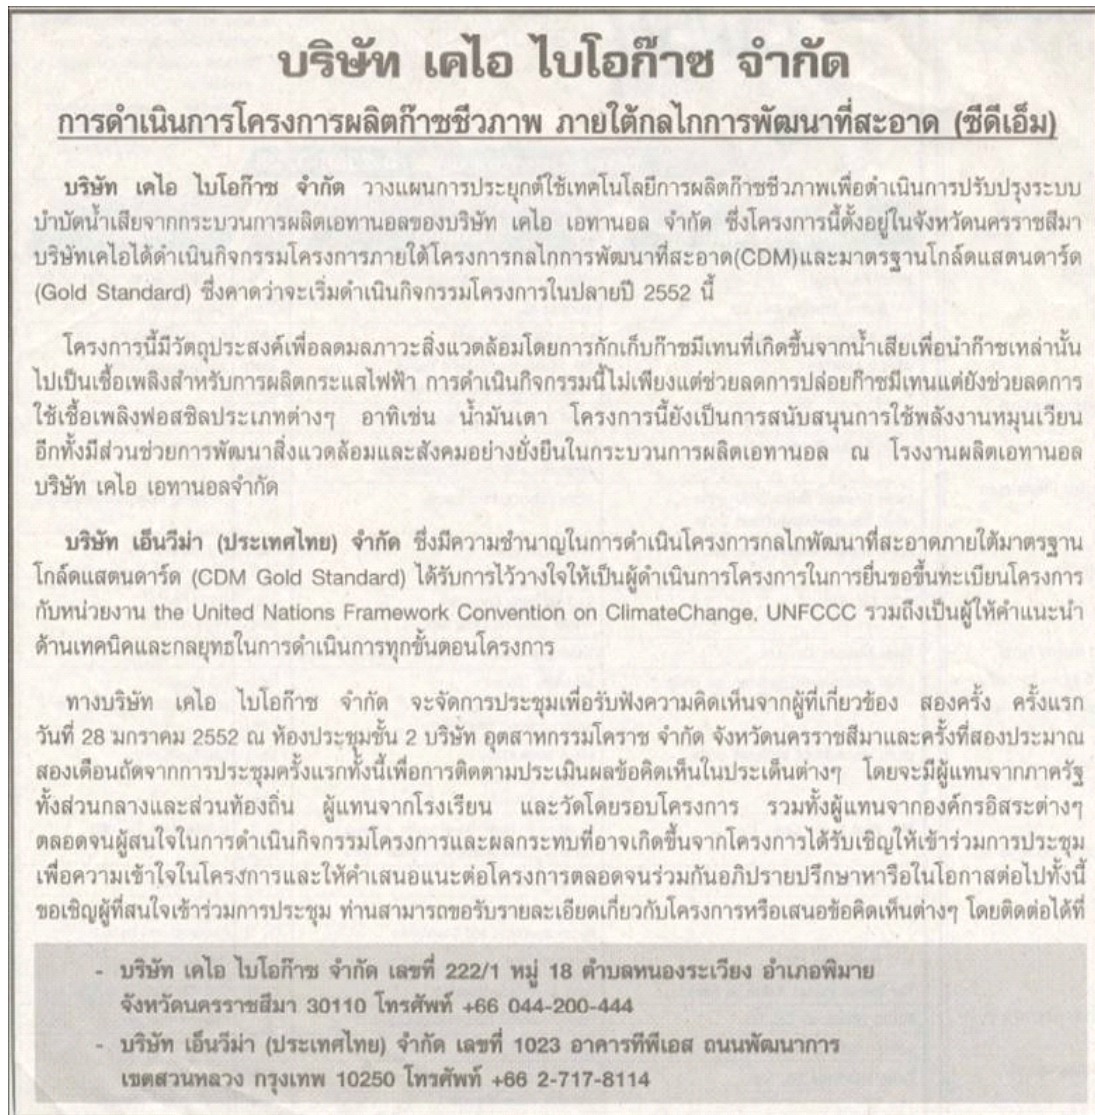 บริษัท เคไอ ไบโอก๊าซ จำกัด
การดำเนินการโครงการผลิตก๊าซชีวภาพ ภายใต้กลไกการพัฒนาที่สะอาด (ซีดีเอ็ม)
บริษัท เคไอ ไบโอก๊าซ จำกัด วางแผนการประยุกต์ใช้เทคโนโลยีการผลิตก๊าซชีวภาพเพื่อดำเนินการปรับปรุงระบบ
บำบัดน้ำเสียจากกระบวนการผลิตเอทานอลของบริษัท เคไอ เอทานอล จำกัด ซึ่งโครงการนี้ตั้งอยู่ในจังหวัดนครราชสีมา
บริษัทเคไอได้ดำเนินกิจกรรมโครงการภายใต้โครงการกลไกการพัฒนาที่สะอาด(CDM)และมาตรฐานโกล์ดแสตนดาร์ด
(Gold Standard) ซึ่งคาดว่าจะเริ่มดำเนินกิจกรรมโครงการในปลายปี 2552 นี้
โครงการนี้มีวัตถุประสงค์เพื่อลดมลภาวะสิ่งแวดล้อมโดยการกักเก็บก๊าซมีเทนที่เกิดขึ้นจากน้ำเสียเพื่อนำก๊าซเหล่านั้น
ไปเป็นเชื้อเพลิงสำหรับการผลิตกระแสไฟฟ้า การดำเนินกิจกรรมนี้ไม่เพียงแต่ช่วยลดการปล่อยก๊าซมีเทนแต่ยังช่วยลดการ
ใช้เชื้อเพลิงฟอสซิลประเภทต่างๆ อาทิเช่น น้ำมันเตา โครงการนี้ยังเป็นการสนับสนุนการใช้พลังงานหมุนเวียน
อีกทั้งมีส่วนช่วยการพัฒนาสิ่งแวดล้อมและสังคมอย่างยั่งยืนในกระบวนการผลิตเอทานอล ณ โรงงานผลิตเอทานอล
บริษัท เคไอ เอทานอลจำกัด
บริษัท เอ็นวีม่า (ประเทศไทย) จำกัด ซึ่งมีความชำนาญในการดำเนินโครงการกลไกพัฒนาที่สะอาดภายใต้มาตรฐาน
โกล์ดแสตนดาร์ด (CDM Gold Standard) ได้รับการไว้วางใจให้เป็นผู้ดำเนินการโครงการในการยื่นขอขึ้นทะเบียนโครงการ
กับหน่วยงาน the United Nations Framework Convention on ClimateChange, UNFCCC รวมถึงเป็นผู้ให้คำแนะนำ
ด้านเทคนิคและกลยุทธในการดำเนินการทุกขั้นตอนโครงการ
ทางบริษัท เคไอ ไบโอก๊าซ จำกัด จะจัดการประชุมเพื่อรับฟังความคิดเห็นจากผู้ที่เกี่ยวข้อง สองครั้ง ครั้งแรก
วันที่ 28 มกราคม 2552 ณ ห้องประชุมชั้น 2 บริษัท อุตสาหกรรมโคราช จำกัด จังหวัดนครราชสีมาและครั้งที่สองประมาณ
สองเดือนถัดจากการประชุมครั้งแรกทั้งนี้เพื่อการติดตามประเมินผลข้อคิดเห็นในประเด็นต่างๆ โดยจะมีผู้แทนจากภาครัฐ
ทั้งส่วนกลางและส่วนท้องถิ่น ผู้แทนจากโรงเรียน และวัดโดยรอบโครงการ รวมทั้งผู้แทนจากองค์กรอิสระต่างๆ
ตลอดจนผู้สนใจในการดำเนินกิจกรรมโครงการและผลกระทบที่อาจเกิดขึ้นจากโครงการได้รับเชิญให้เข้าร่วมการประชุม
เพื่อความเข้าใจในโครงการและให้คำเสนอแนะต่อโครงการตลอดจนร่วมกันอภิปรายปรึกษาหารือในโอกาสต่อไปทั้งนี้
ขอเชิญผู้ที่สนใจเข้าร่วมการประชุม ท่านสามารถขอรับรายละเอียดเกี่ยวกับโครงการหรือเสนอข้อคิดเห็นต่างๆ โดยติดต่อได้ที่
- บริษัท เคไอ ไบโอก๊าซ จำกัด เลขที่ 222/1 หมู่ 18 ตำบลหนองระเวียง อำเภอพิมาย
จังหวัดนครราชสีมา 30110 โทรศัพท์ +66 044-200-444
- บริษัท เอ็นวีม่า (ประเทศไทย) จำกัด เลขที่ 1023 อาคารทีพีเอส ถนนพัฒนาการ
เขตสวนหลวง กรุงเทพ 10250 โทรศัพท์ +66 2-717-8114